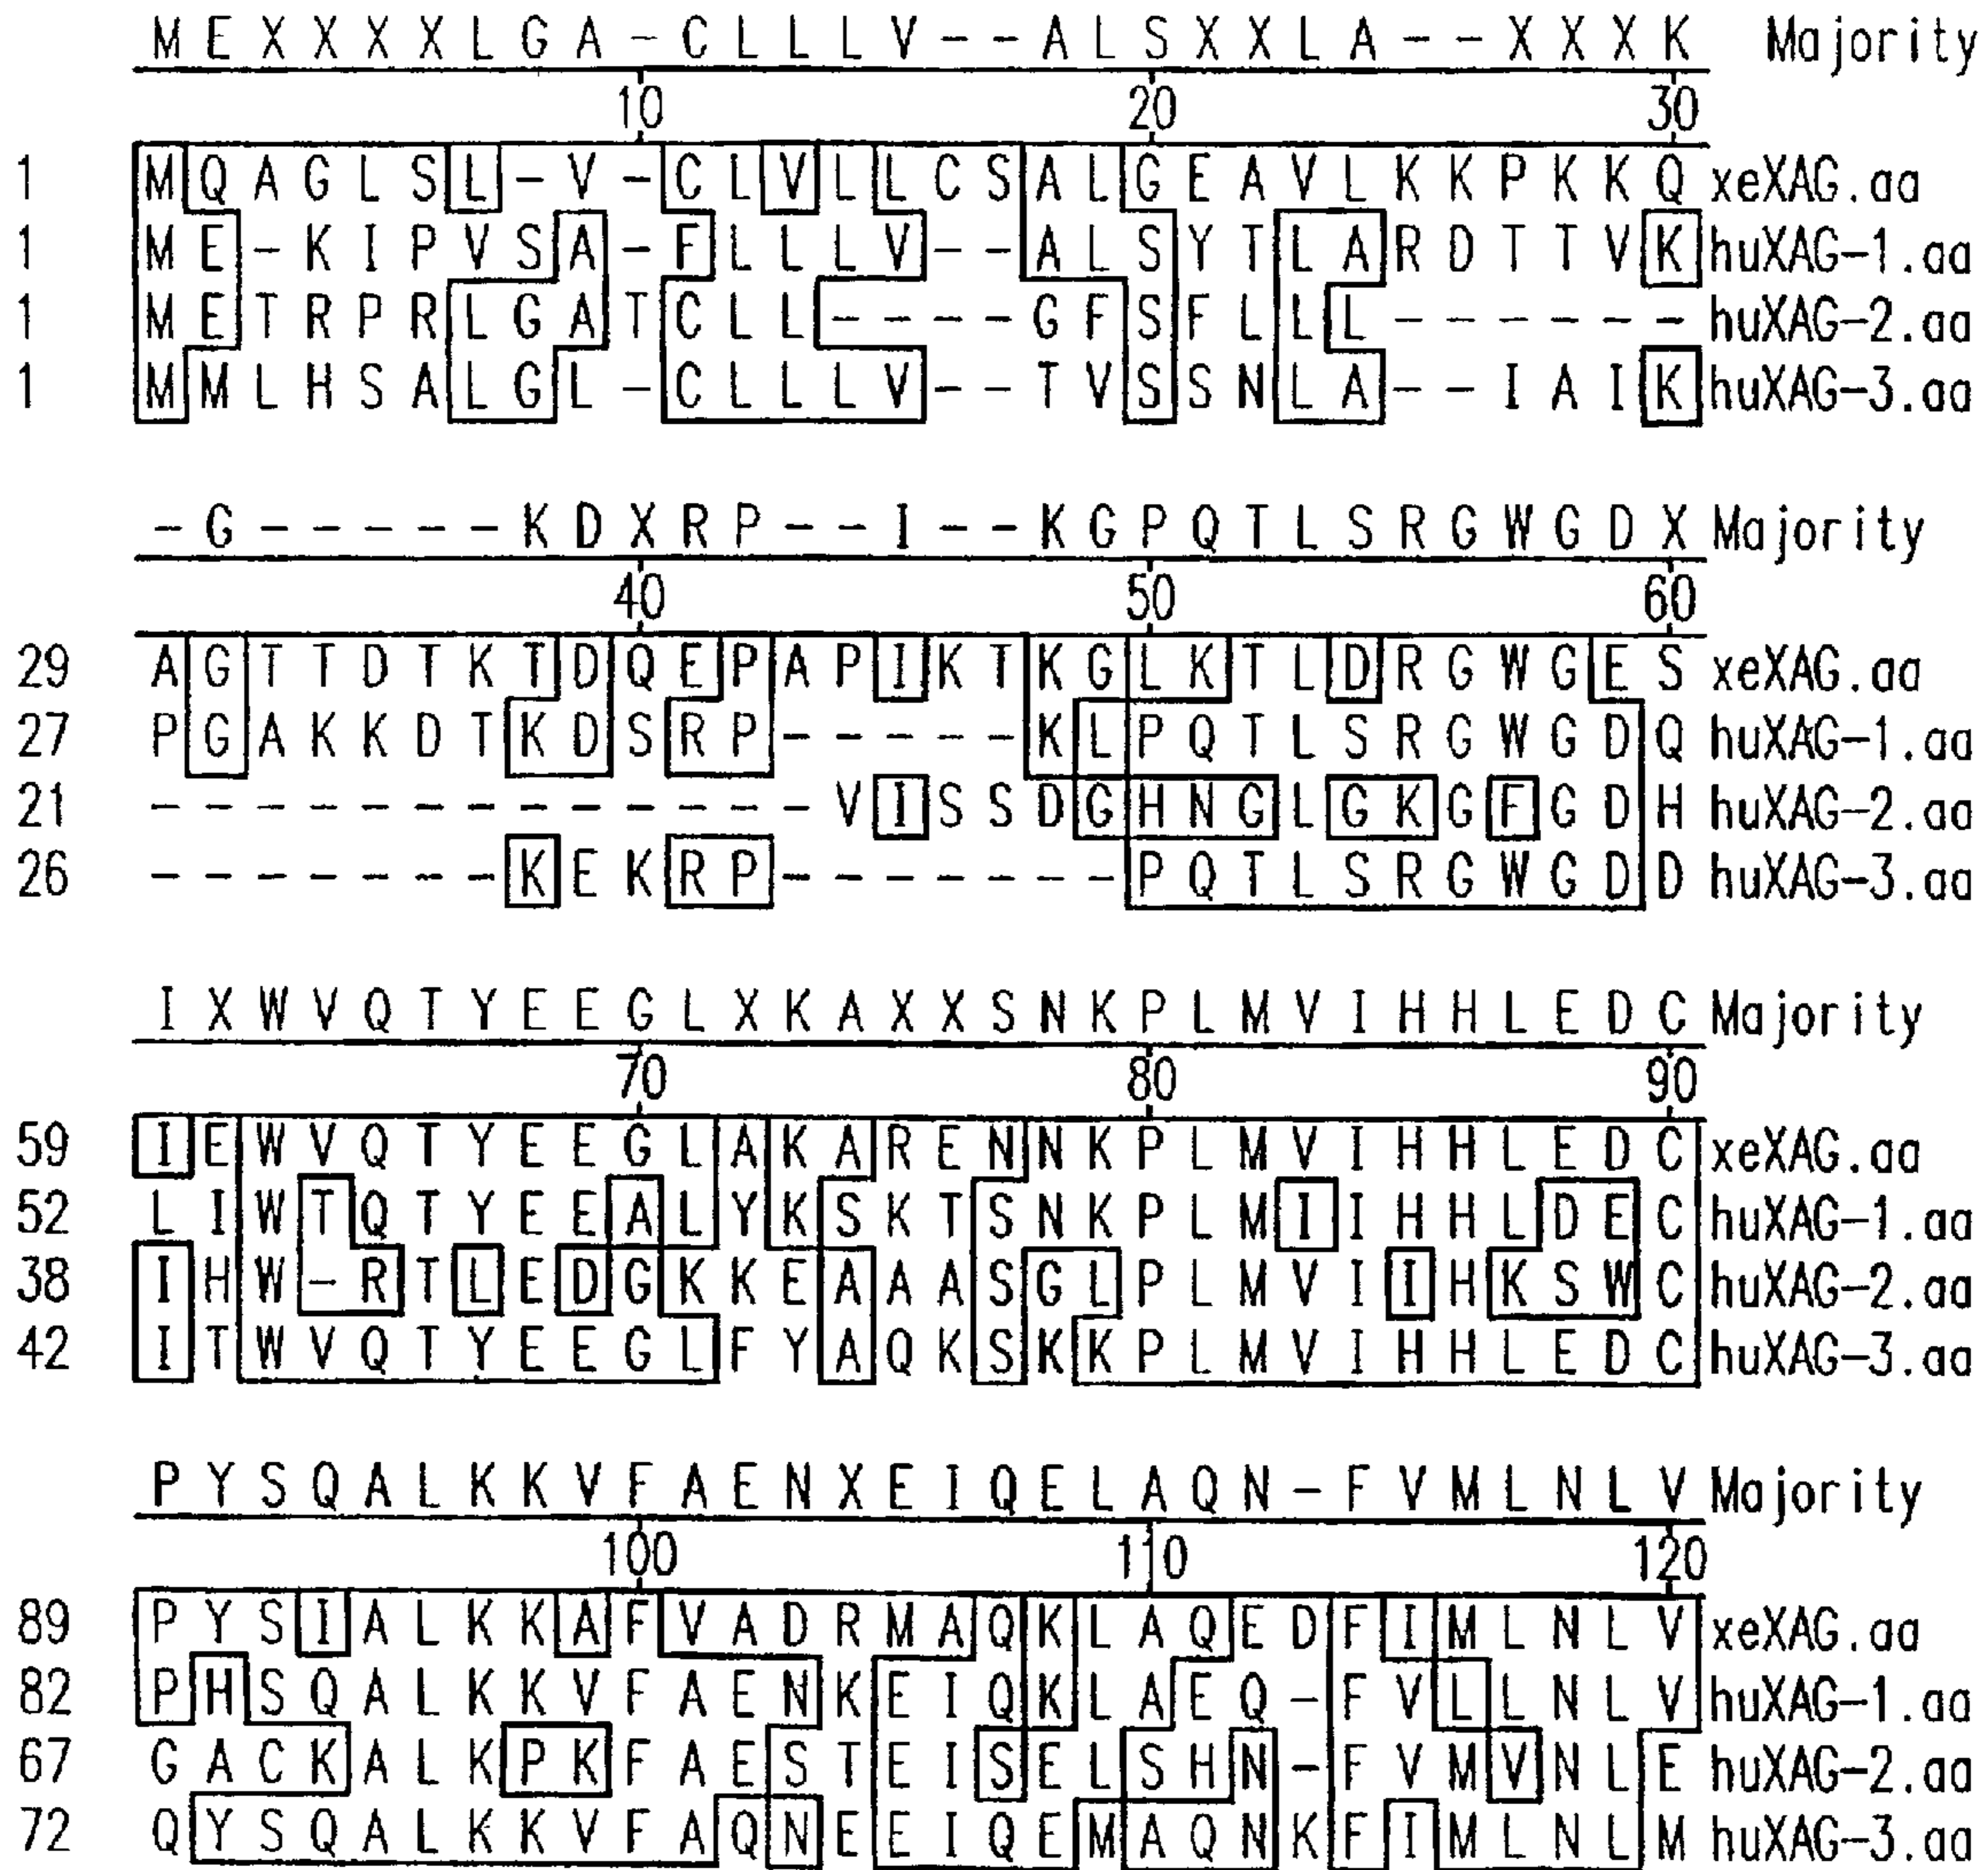 M E X X X X L G A - C L L L V - - A L S X X L A - - X X X K Majority
10 20 30
1 M Q A G L S L - V - C L V L L C S A L G E A V L K K P K K Q xeXAG.aa
1 M E - K I P V S A - F L L L V - - A L S Y T L A R D T T V K huXAG-1.aa
1 M E T R P R L G A T C L L - - - - G F S F L L L - - - - - - huXAG-2.aa
1 M M L H S A L G L - C L L L V - - T V S S N L A - - I A I K huXAG-3.aa
- G - - - - - K D X R P - - I - - K G P Q T L S R G W G D X Majority
40 50 60
29 A G T T D T K T D Q E P A P I K T K G L K T L D R G W G E S xeXAG.aa
27 P G A K K D T K D S R P - - - - - K L P Q T L S R G W G D Q huXAG-1.aa
21 - - - - - - - - - - - - - V I S S D G H N G L G K G F G D H huXAG-2.aa
26 - - - - - - - K E K R P - - - - - - - P Q T L S R G W G D D huXAG-3.aa
I X W V Q T Y E E G L X K A X X S N K P L M V I H H L E D C Majority
70 80 90
59 I E W V Q T Y E E G L A K A R E N N K P L M V I H H L E D C xeXAG.aa
52 L I W T Q T Y E E A L Y K S K T S N K P L M I I H H L D E C huXAG-1.aa
38 I H W - R T L E D G K K E A A A S G L P L M V I I H K S W C huXAG-2.aa
42 I T W V Q T Y E E G L F Y A Q K S K K P L M V I H H L E D C huXAG-3.aa
P Y S Q A L K K V F A E N X E I Q E L A Q N - F V M L N L V Majority
100 110 120
89 P Y S I A L K K A F V A D R M A Q K L A Q E D F I M L N L V xeXAG.aa
82 P H S Q A L K K V F A E N K E I Q K L A E Q - F V L L N L V huXAG-1.aa
67 G A C K A L K P K F A E S T E I S E L S H N - F V M V N L E huXAG-2.aa
72 Q Y S Q A L K K V F A Q N E E I Q E M A Q N K F I M L N L M huXAG-3.aa